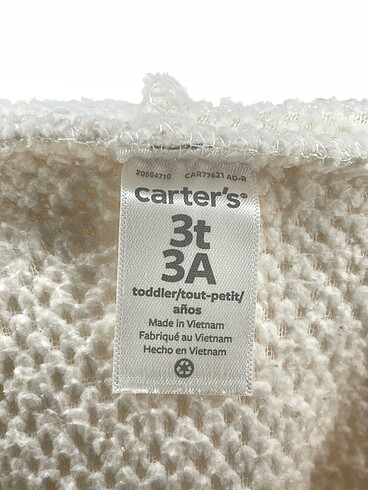 20584710 CAR77621 AD-R
carter's®
3t
3A
toddler/tout-petit/
años
Made in Vietnam
Fabriqué au Vietnam
Hecho en Vietnam